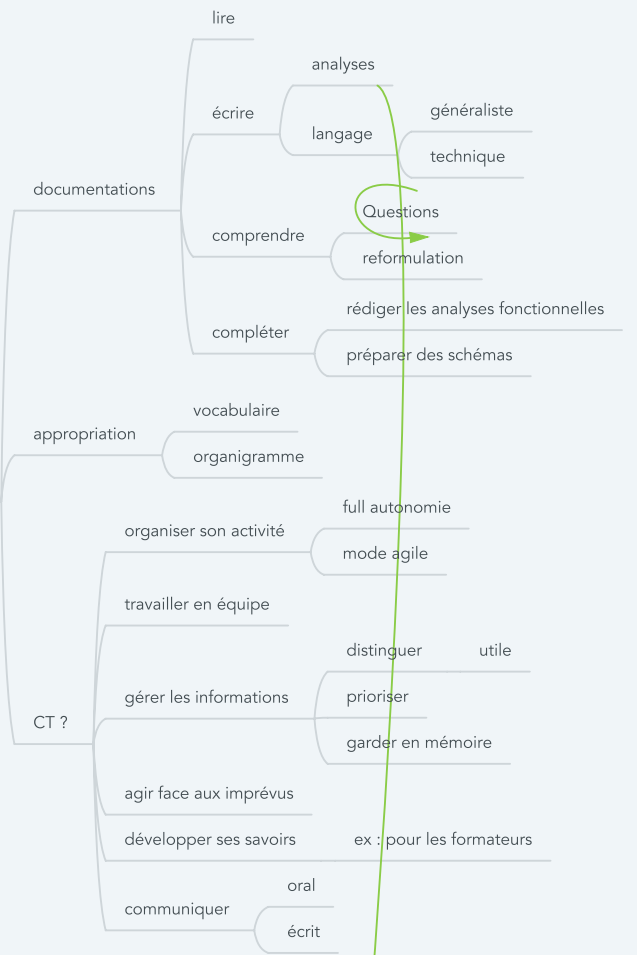 lire
analyses
écrire
généraliste
langage
technique
documentations
Questions
comprendre
reformulation
rédiger les analyses fonctionnelles
compléter
préparer des schémas
vocabulaire
appropriation
organigramme
full autonomie
organiser son activité
mode agile
travailler en équipe
distinguer utile
gérer les informations
prioriser
CT ?
garder en mémoire
agir face aux imprévus
développer ses savoirs ex : pour les formateurs
oral
communiquer
écrit